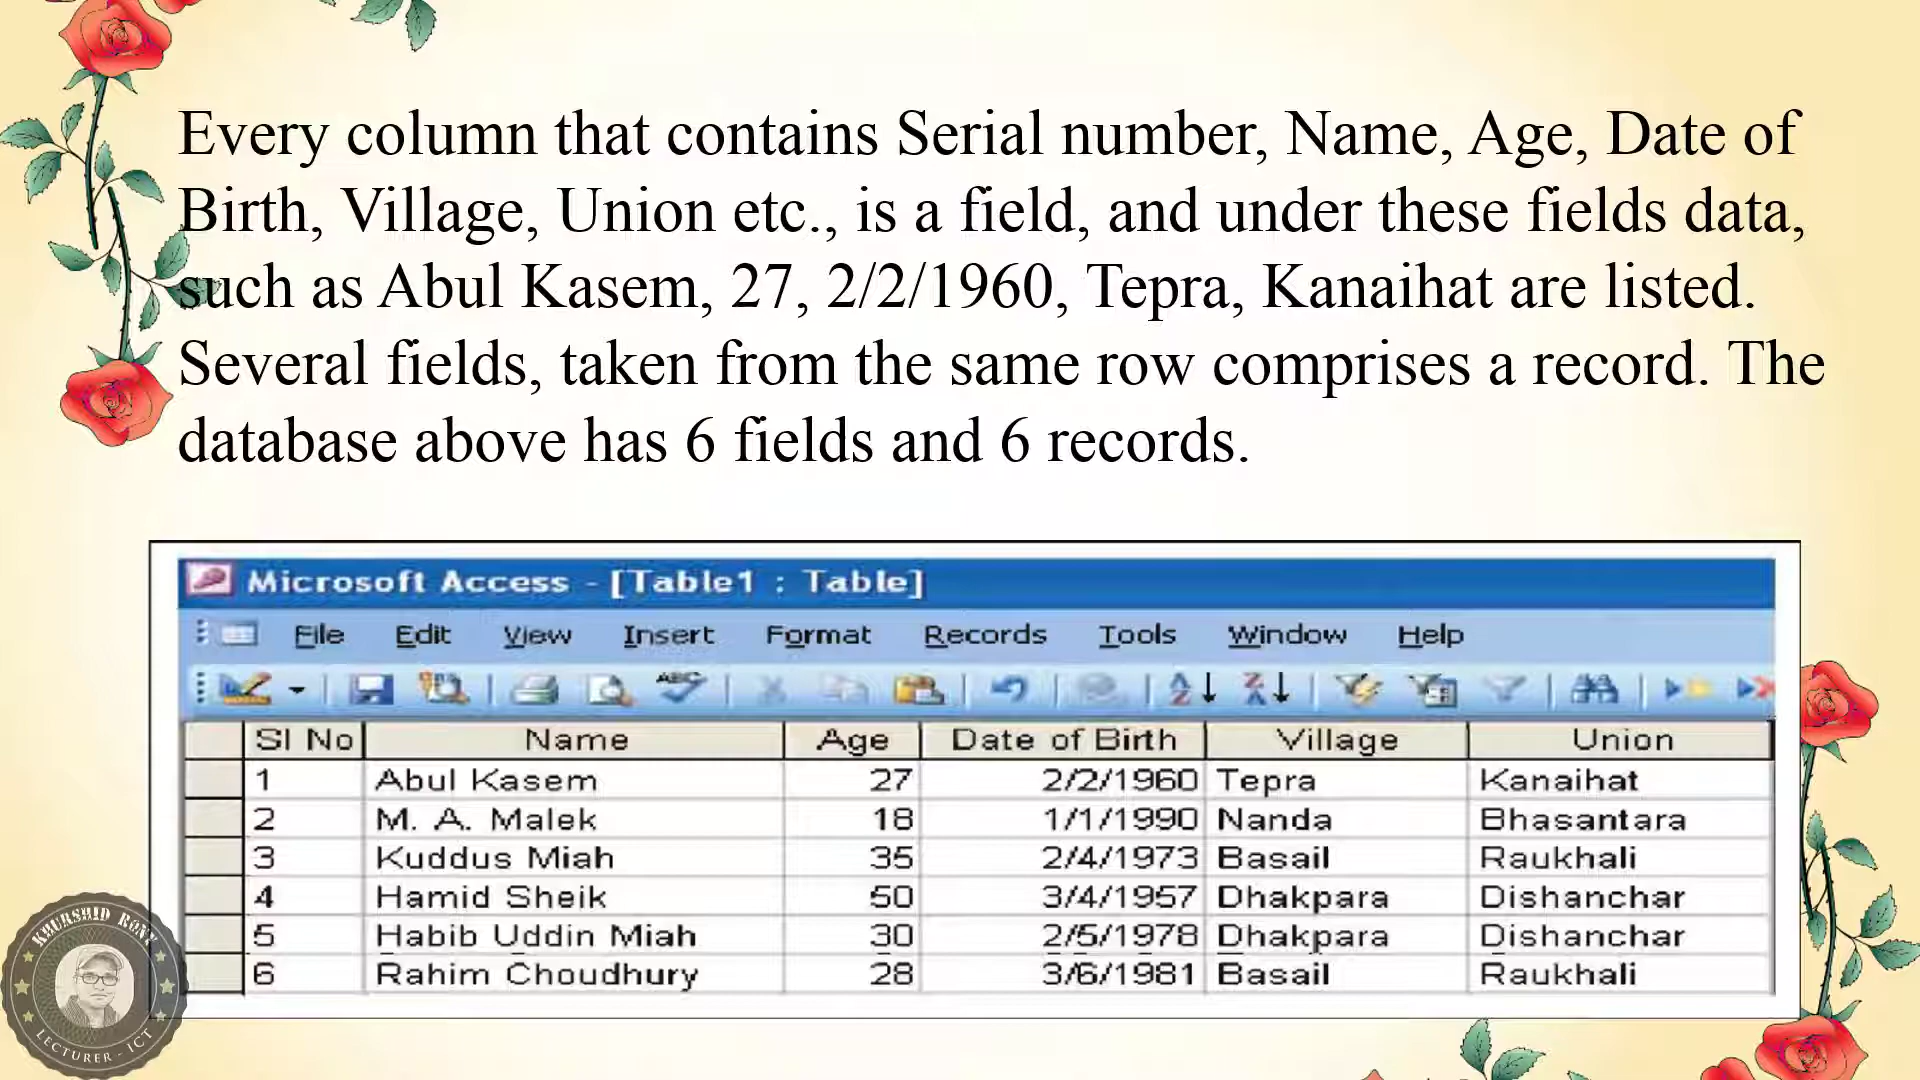 Every column that contains Serial number, Name, Age, Date of
Birth, Village, Union etc., is a field, and under these fields data,
such as Abul Kasem, 27, 2/2/1960, Tepra, Kanaihat are listed.
Several fields, taken from the same row comprises a record. The
database above has 6 fields and 6 records.
Microsoft Access - [Table1 : Table]
File Edit View Insert Format Records Tools Window Help
Sl No Name Age Date of Birth Village Union
1 Abul Kasem 27 2/2/1960 Tepra Kanaihat
2 M. A. Malek 18 1/1/1990 Nanda Bhasantara
3 Kuddus Miah 35 2/4/1973 Basail Raukhali
4 Hamid Sheik 50 3/4/1957 Dhakpara Dishanchar
5 Habib Uddin Miah 30 2/5/1978 Dhakpara Dishanchar
6 Rahim Choudhury 28 3/6/1981 Basail Raukhali
KHURSHID RONY
LECTURER - ICT